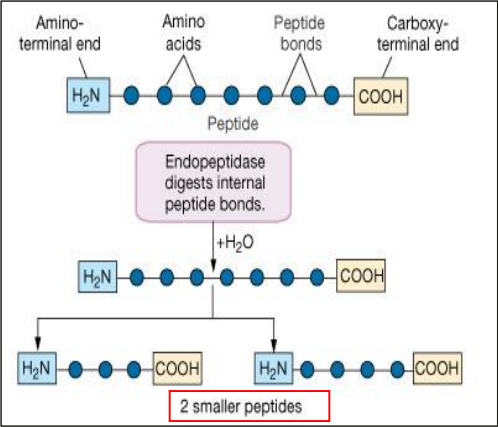 Amino-
terminal end
Amino
acids
Peptide
bonds
Carboxy-
terminal end
H₂N
COOH
Peptide
Endopeptidase
digests internal
peptide bonds.
+H₂O
H₂N
COOH
H₂N
COOH
H₂N
COOH
2 smaller peptides